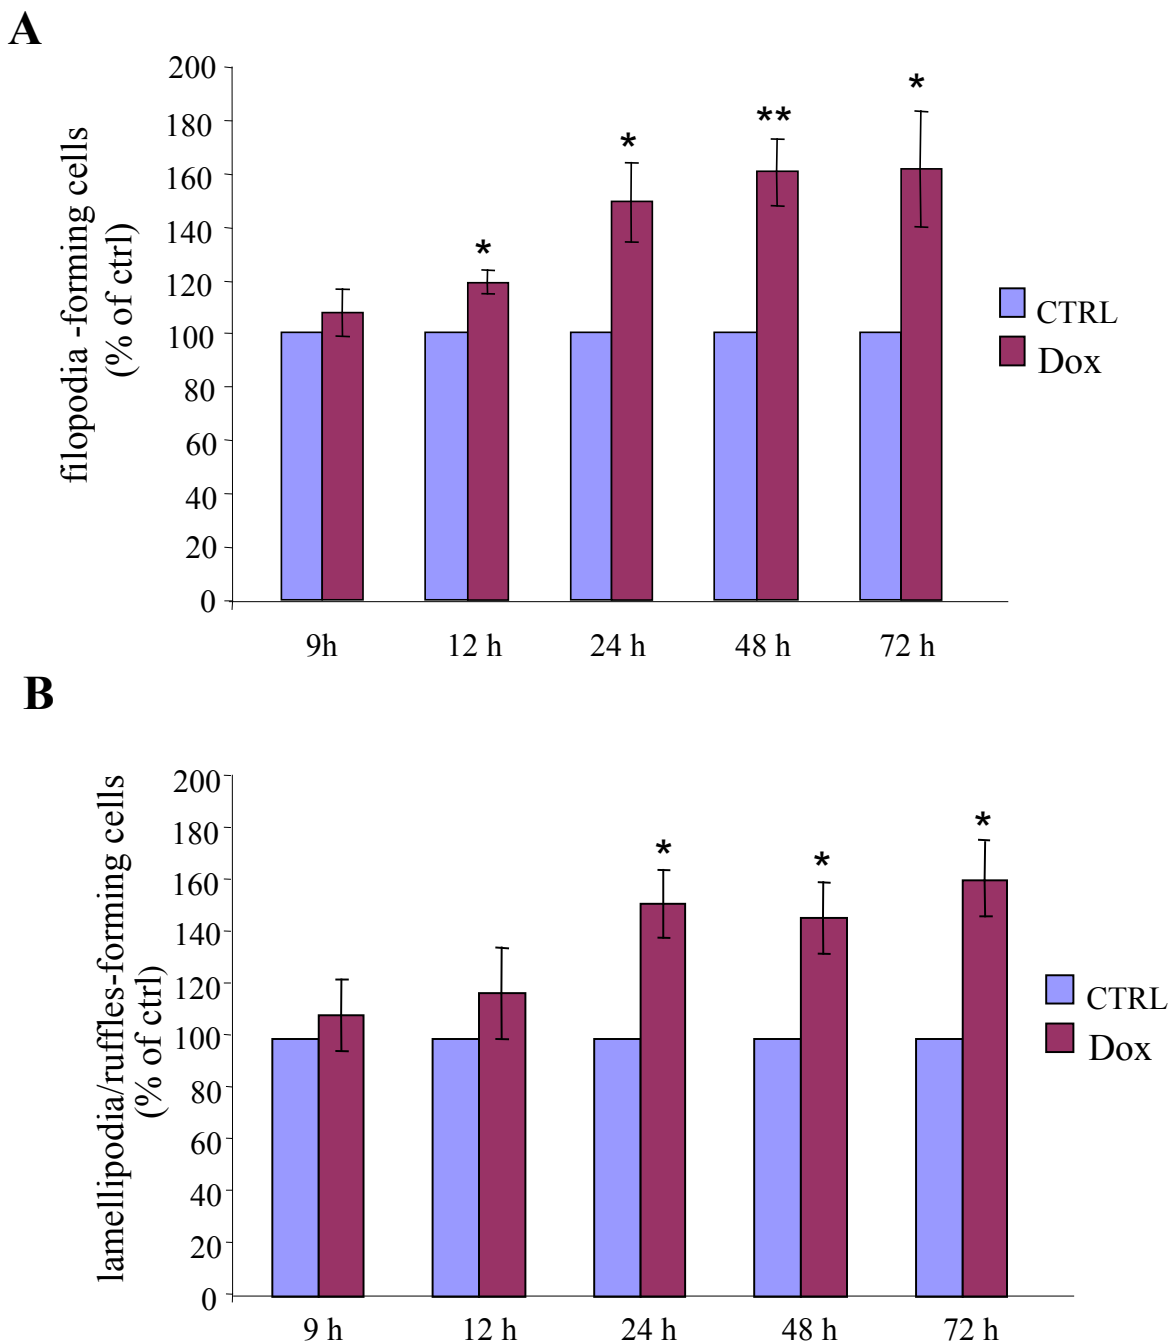 A
200
180
160
140
120
100
80
60
40
20
0
filopodia -forming cells
(% of ctrl)
*
*
**
*
CTRL
Dox
9h
12 h
24 h
48 h
72 h
B
200
180
160
140
120
100
80
60
40
20
0
lamellipodia/ruffles-forming cells
(% of ctrl)
*
*
*
CTRL
Dox
9 h
12 h
24 h
48 h
72 h